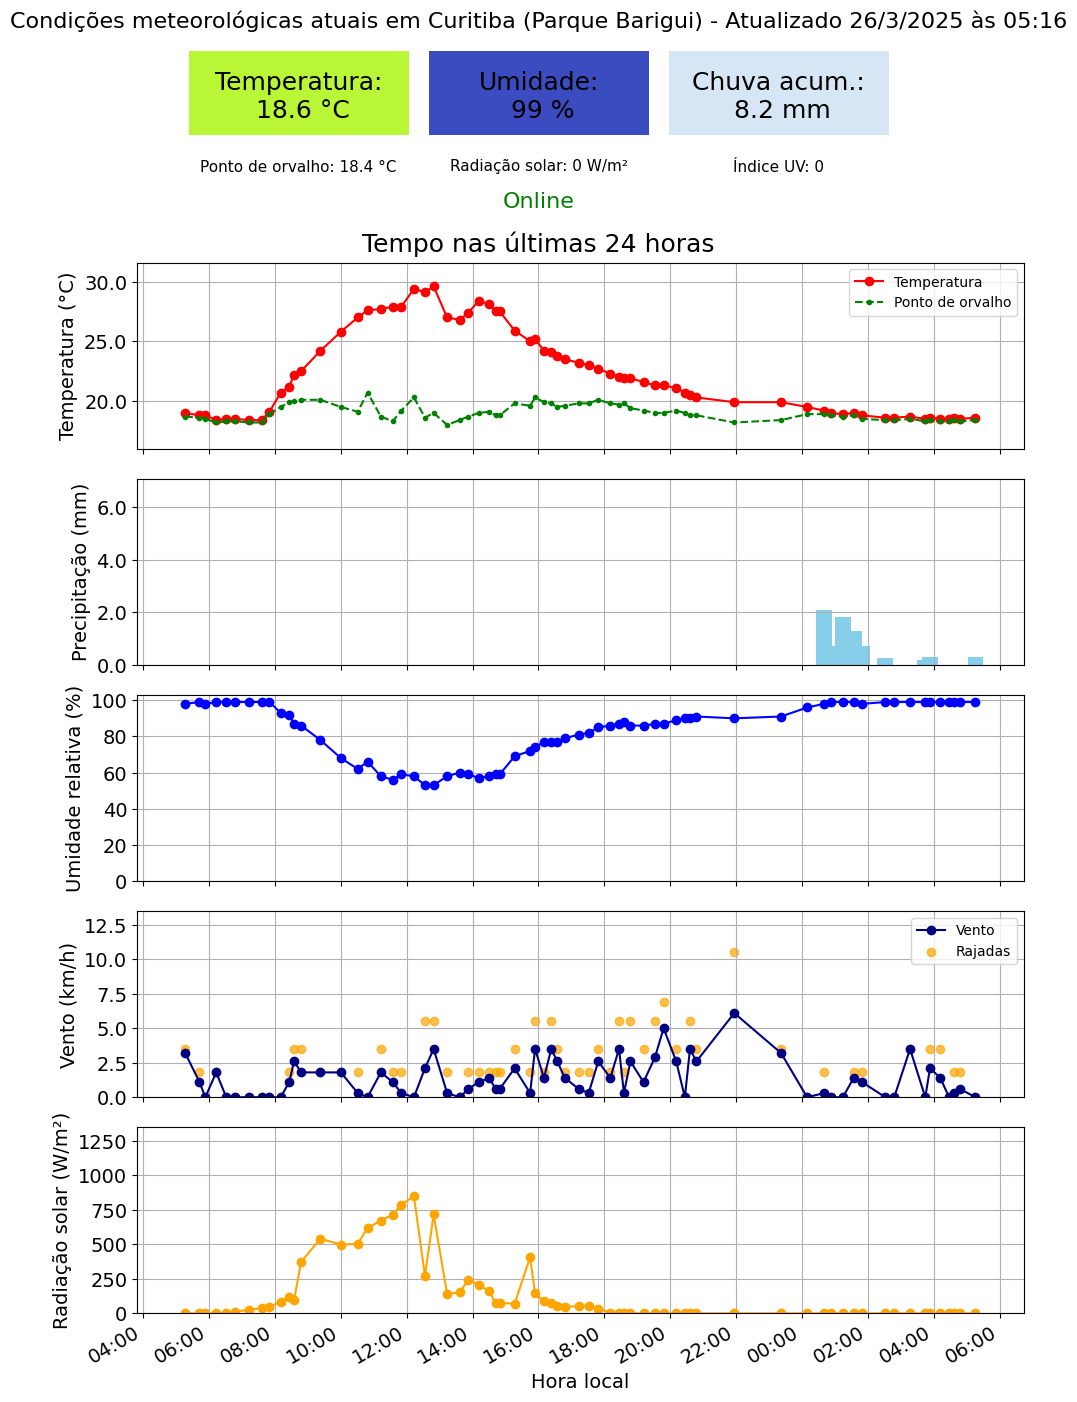 Condições meteorológicas atuais em Curitiba (Parque Barigui) - Atualizado 26/3/2025 às 05:16
Temperatura:
18.6 °C
Umidade:
99 %
Chuva acum.:
8.2 mm
Ponto de orvalho: 18.4 °C
Radiação solar: 0 W/m²
Índice UV: 0
Online
Tempo nas últimas 24 horas
Temperatura (°C)
30.0
25.0
20.0
Temperatura
Ponto de orvalho
Precipitação (mm)
6.0
4.0
2.0
0.0
Umidade relativa (%)
100
80
60
40
20
0
Vento (km/h)
12.5
10.0
7.5
5.0
2.5
0.0
Vento
Rajadas
Radiação solar (W/m²)
1250
1000
750
500
250
0
04:00 06:00 08:00 10:00 12:00 14:00 16:00 18:00 20:00 22:00 00:00 02:00 04:00 06:00
Hora local